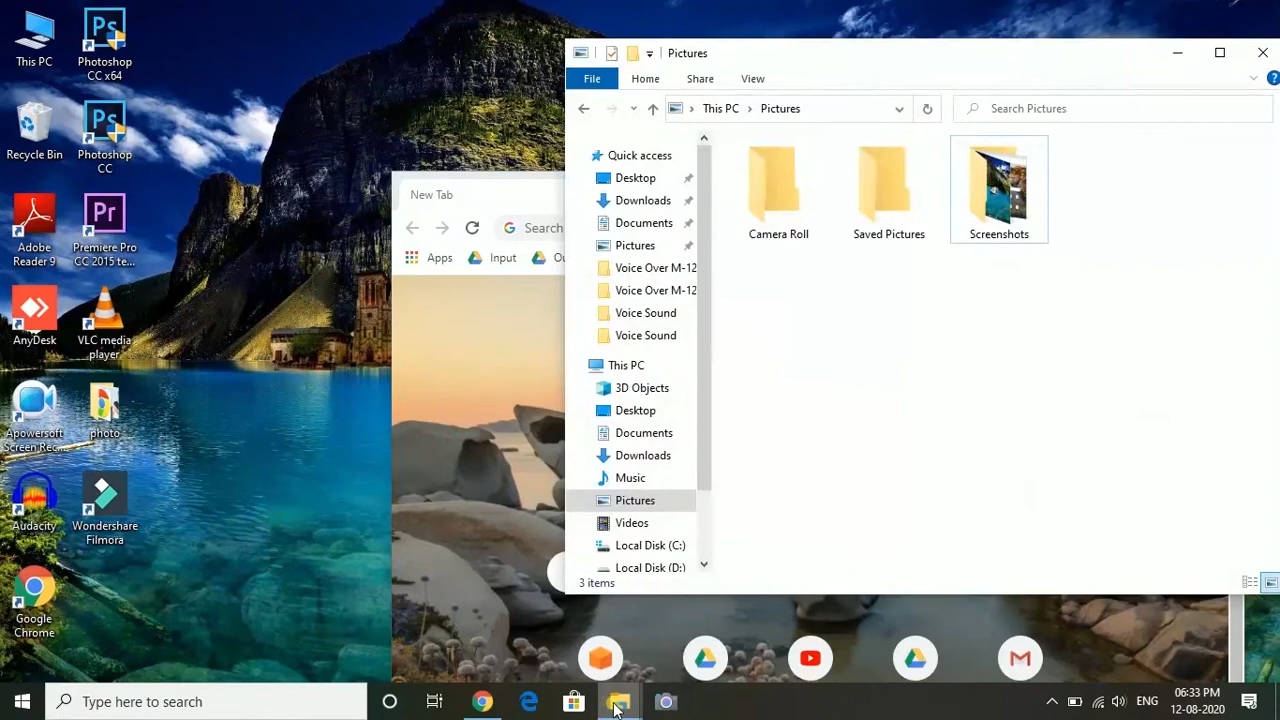 This PC
Photoshop
CC x64
Recycle Bin
Photoshop
CC
Adobe
Reader 9
Premiere Pro
CC 2015 te...
AnyDesk
VLC media
player
Apowersoft
Screen Rec...
photo
Audacity
Wondershare
Filmora
Google
Chrome
New Tab
Search
Apps
Input
Ou
Pictures
File
Home
Share
View
This PC
Pictures
Search Pictures
Quick access
Desktop
Downloads
Documents
Pictures
Voice Over M-12
Voice Over M-12
Voice Sound
Voice Sound
This PC
3D Objects
Desktop
Documents
Downloads
Music
Pictures
Videos
Local Disk (C:)
Local Disk (D:)
Camera Roll
Saved Pictures
Screenshots
3 items
Type here to search
ENG
06:33 PM
12-08-2020